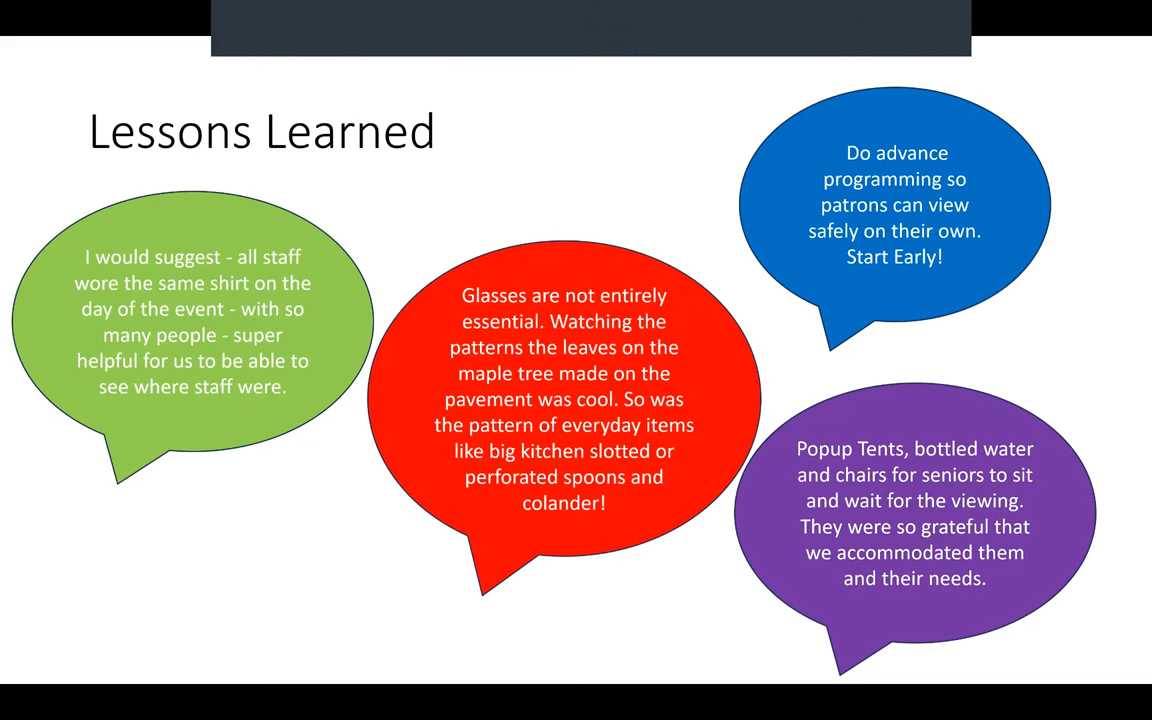 Lessons Learned
I would suggest - all staff
wore the same shirt on the
day of the event - with so
many people - super
helpful for us to be able to
see where staff were.
Glasses are not entirely
essential. Watching the
patterns the leaves on the
maple tree made on the
pavement was cool. So was
the pattern of everyday items
like big kitchen slotted or
perforated spoons and
colander!
Do advance
programming so
patrons can view
safely on their own.
Start Early!
Popup Tents, bottled water
and chairs for seniors to sit
and wait for the viewing.
They were so grateful that
we accommodated them
and their needs.